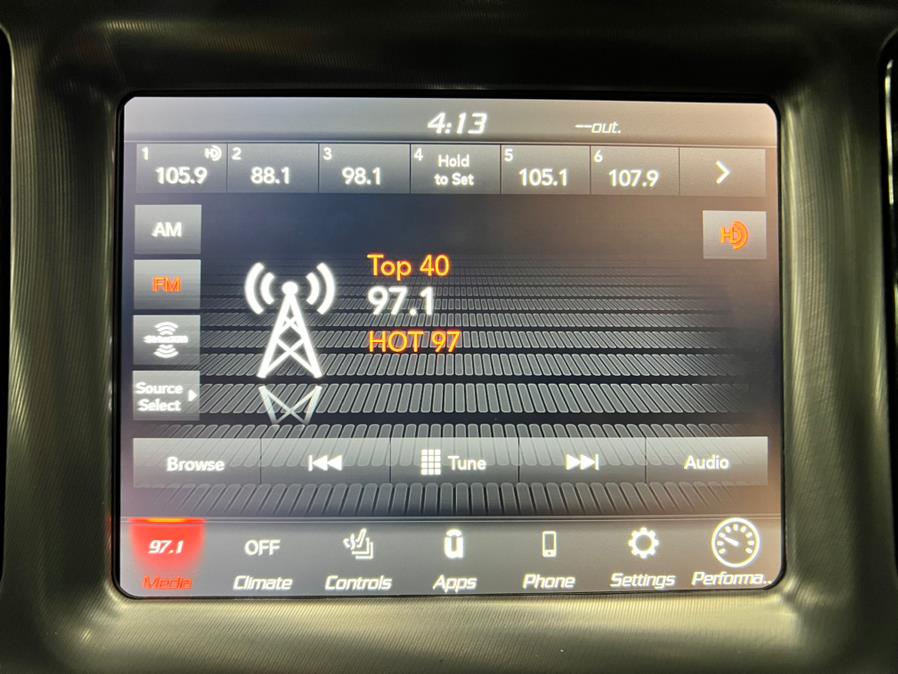 4:13 --out.
1 2 3 4 Hold 5 6
105.9 88.1 98.1 to Set 105.1 107.9
AM HD
Top 40
97.1
FM
HOT 97
SiriusXM
Source
Select
Browse Tune Audio
97.1 OFF
Media Climate Controls Apps Phone Settings Performa..